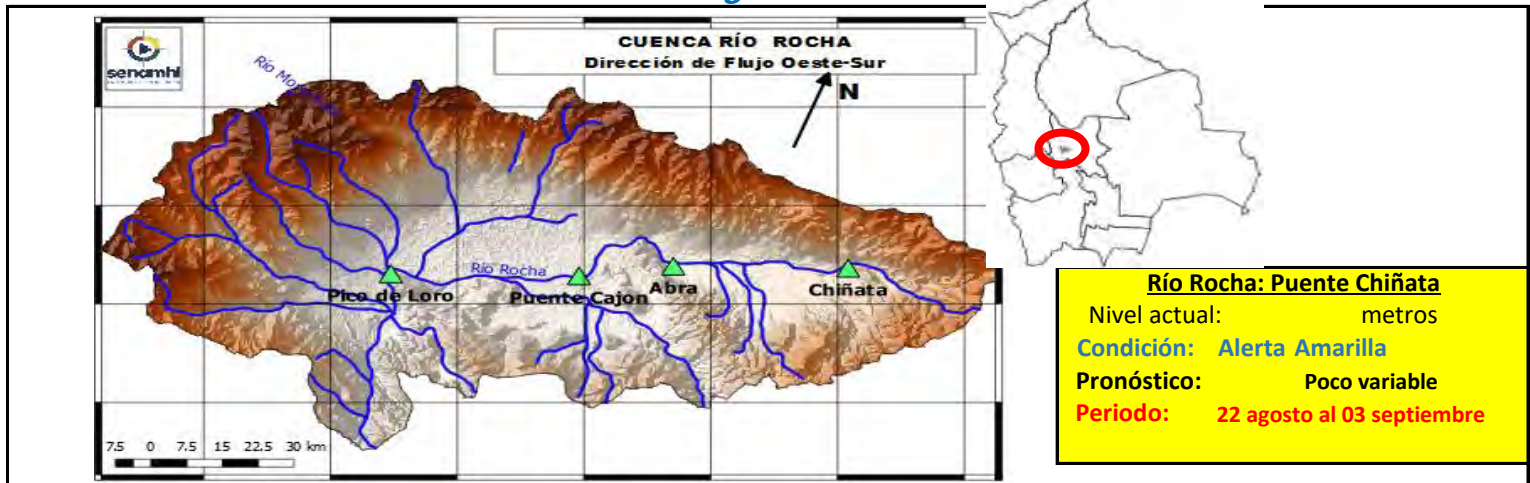 senamhi
CUENCA RÍO ROCHA
Dirección de Flujo Oeste-Sur
N
Río Rocha
Pico de Loro
Puente Cajon
Abra
Chiñata
7.5 0 7.5 15 22.5 30 km
Río Rocha: Puente Chiñata
Nivel actual: metros
Condición: Alerta Amarilla
Pronóstico: Poco variable
Periodo: 22 agosto al 03 septiembre